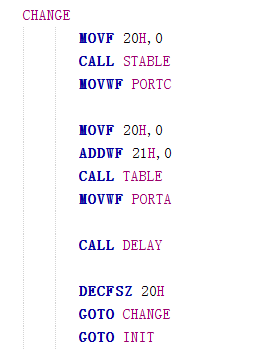 CHANGE
MOVF 20H,0
CALL STABLE
MOVWF PORTC
MOVF 20H,0
ADDWF 21H,0
CALL TABLE
MOVWF PORTA
CALL DELAY
DECFSZ 20H
GOTO CHANGE
GOTO INIT